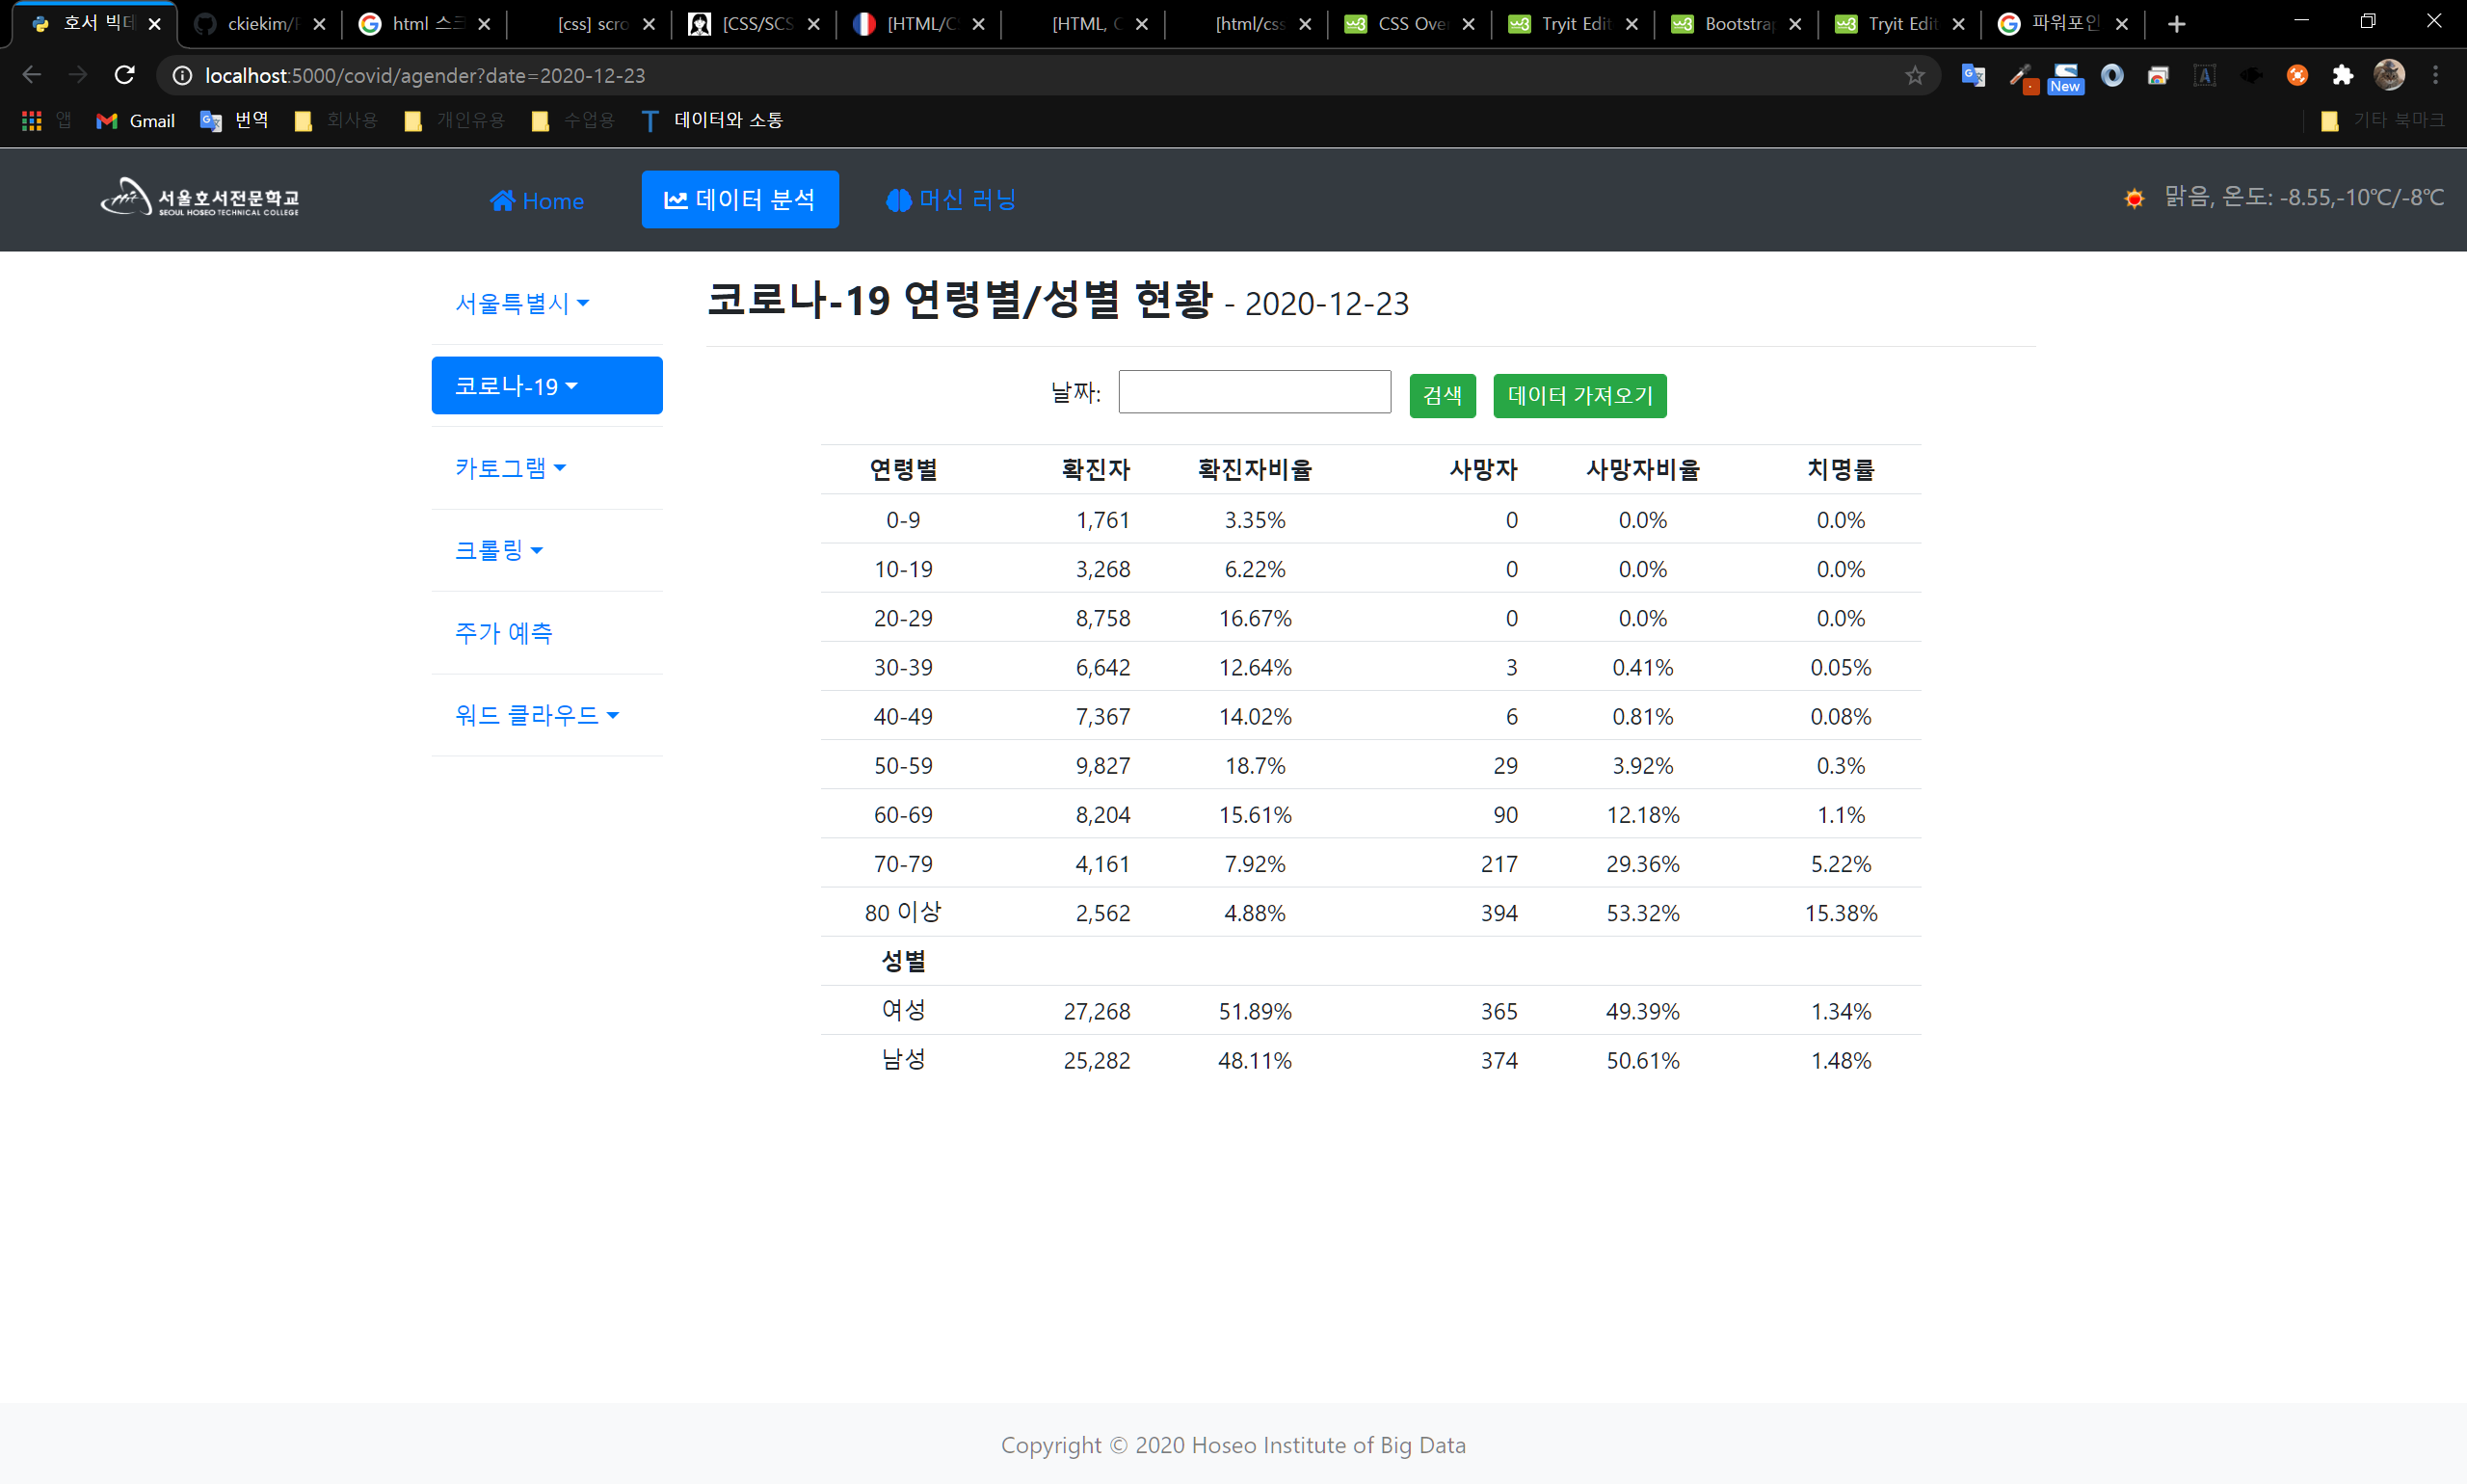 호서 빅데
ckiekim/
html 스크
[css] scro
[CSS/SCS
[HTML/C
[HTML, C
[html/css
CSS Ove
Tryit Edit
Bootstrap
Tryit Edit
파워포인
localhost:5000/covid/agender?date=2020-12-23
New
앱 Gmail 번역 회사용 개인유용 수업용 데이터와 소통 기타 북마크
서울호서전문학교
SEOUL HOSEO TECHNICAL COLLEGE
Home 데이터 분석 머신 러닝 맑음, 온도: -8.55,-10℃/-8℃
서울특별시
코로나-19
카토그램
크롤링
주가 예측
워드 클라우드
코로나-19 연령별/성별 현황 - 2020-12-23
날짜: 검색 데이터 가져오기
연령별 확진자 확진자비율 사망자 사망자비율 치명률
0-9 1,761 3.35% 0 0.0% 0.0%
10-19 3,268 6.22% 0 0.0% 0.0%
20-29 8,758 16.67% 0 0.0% 0.0%
30-39 6,642 12.64% 3 0.41% 0.05%
40-49 7,367 14.02% 6 0.81% 0.08%
50-59 9,827 18.7% 29 3.92% 0.3%
60-69 8,204 15.61% 90 12.18% 1.1%
70-79 4,161 7.92% 217 29.36% 5.22%
80 이상 2,562 4.88% 394 53.32% 15.38%
성별
여성 27,268 51.89% 365 49.39% 1.34%
남성 25,282 48.11% 374 50.61% 1.48%
Copyright © 2020 Hoseo Institute of Big Data